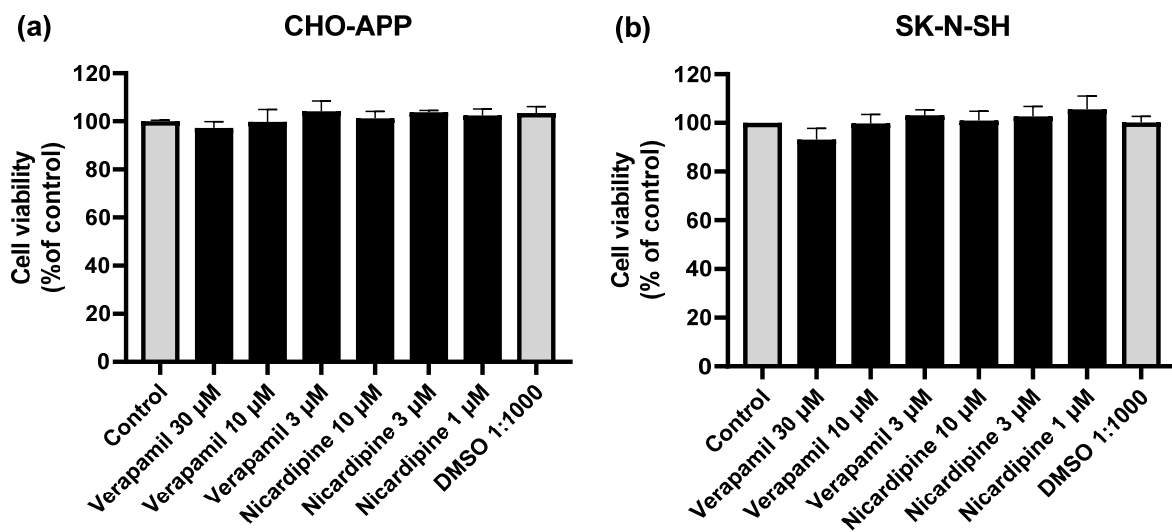 (a)
CHO-APP
Cell viability
(%of control)
120
100
80
60
40
20
0
Control
Verapamil 30 µM
Verapamil 10 µM
Verapamil 3 µM
Nicardipine 10 µM
Nicardipine 3 µM
Nicardipine 1 µM
DMSO 1:1000
(b)
SK-N-SH
Cell viability
(% of control)
120
100
80
60
40
20
0
Control
Verapamil 30 µM
Verapamil 10 µM
Verapamil 3 µM
Nicardipine 10 µM
Nicardipine 3 µM
Nicardipine 1 µM
DMSO 1:1000